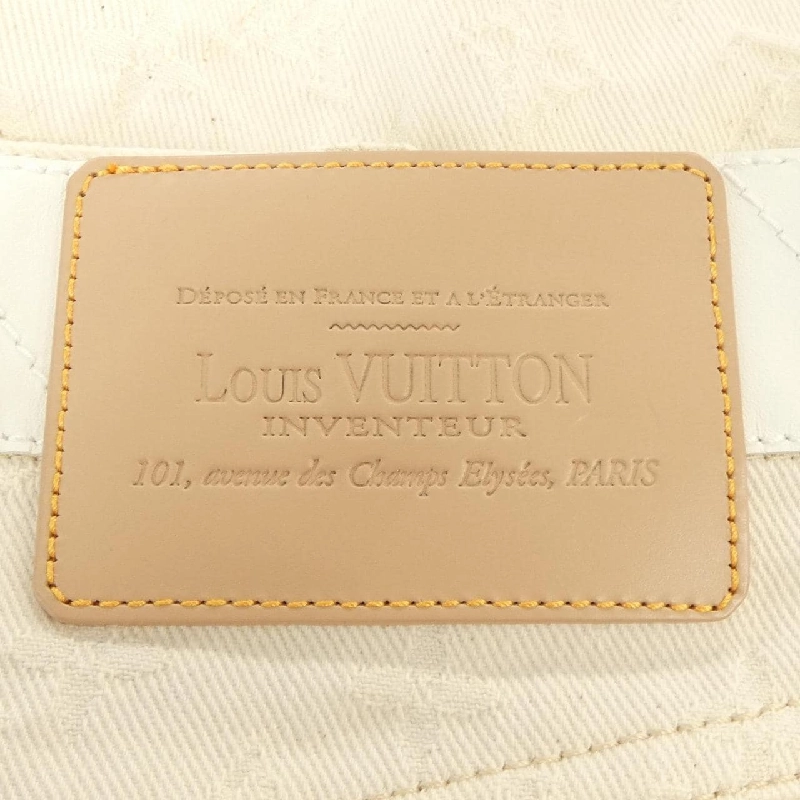 DÉPOSÉ EN FRANCE ET A L'ÉTRANGER
LOUIS VUITTON
INVENTEUR
101, avenue des Champs Elysées, PARIS